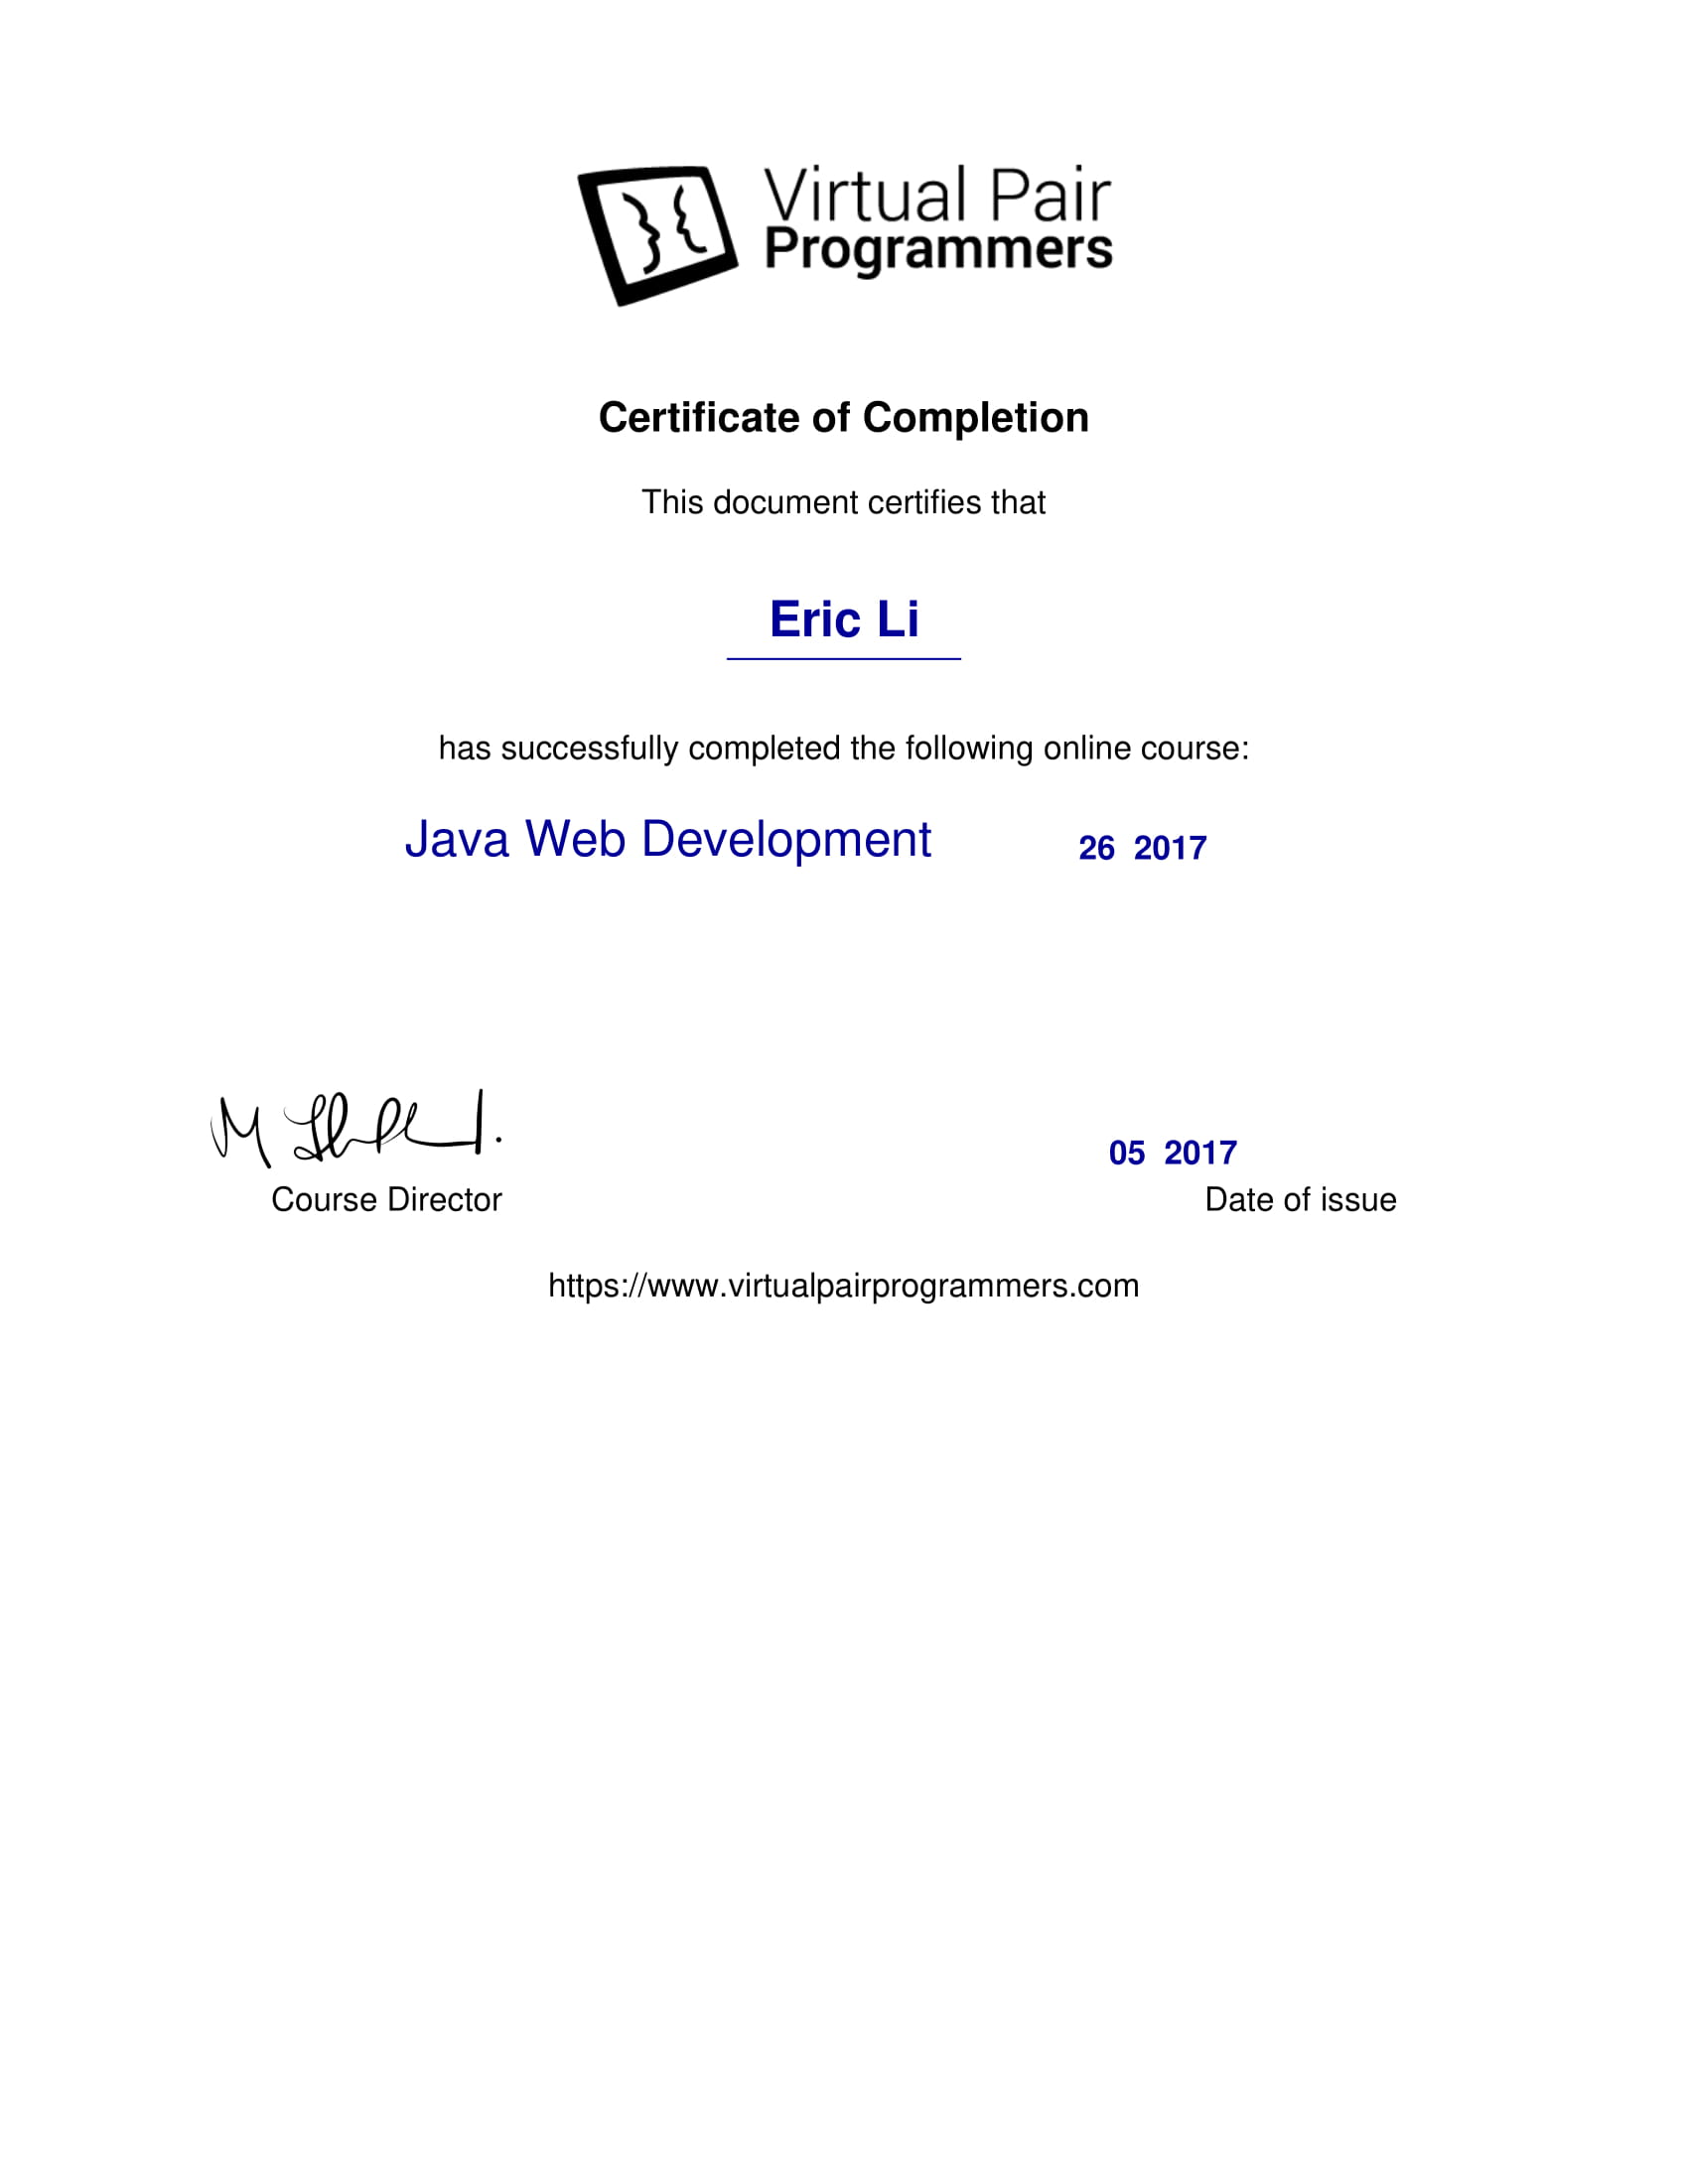 Virtual Pair
Programmers
Certificate of Completion
This document certifies that
Eric Li
has successfully completed the following online course:
Java Web Development 26 2017
05 2017
Course Director Date of issue
https://www.virtualpairprogrammers.com